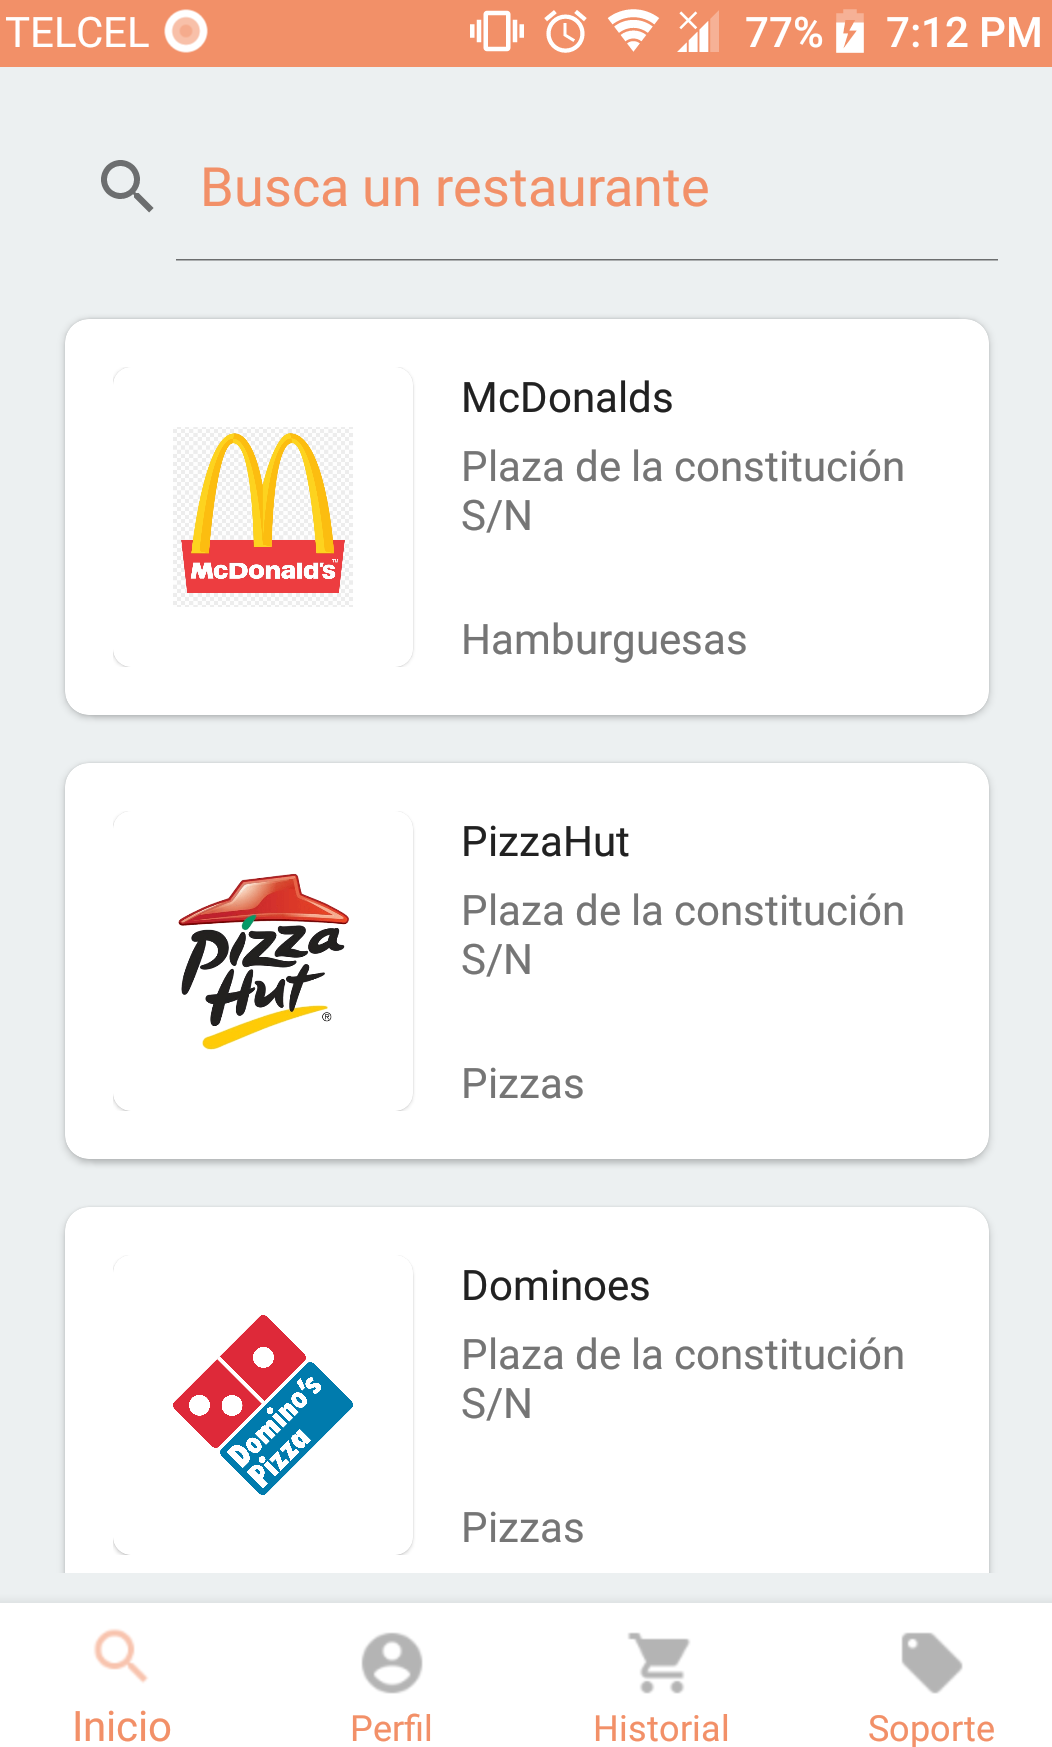 TELCEL 77% 7:12 PM
Busca un restaurante
McDonald's™
McDonalds
Plaza de la constitución
S/N
Hamburguesas
Pizza
Hut®
PizzaHut
Plaza de la constitución
S/N
Pizzas
Domino's
Pizza
Dominoes
Plaza de la constitución
S/N
Pizzas
Inicio Perfil Historial Soporte